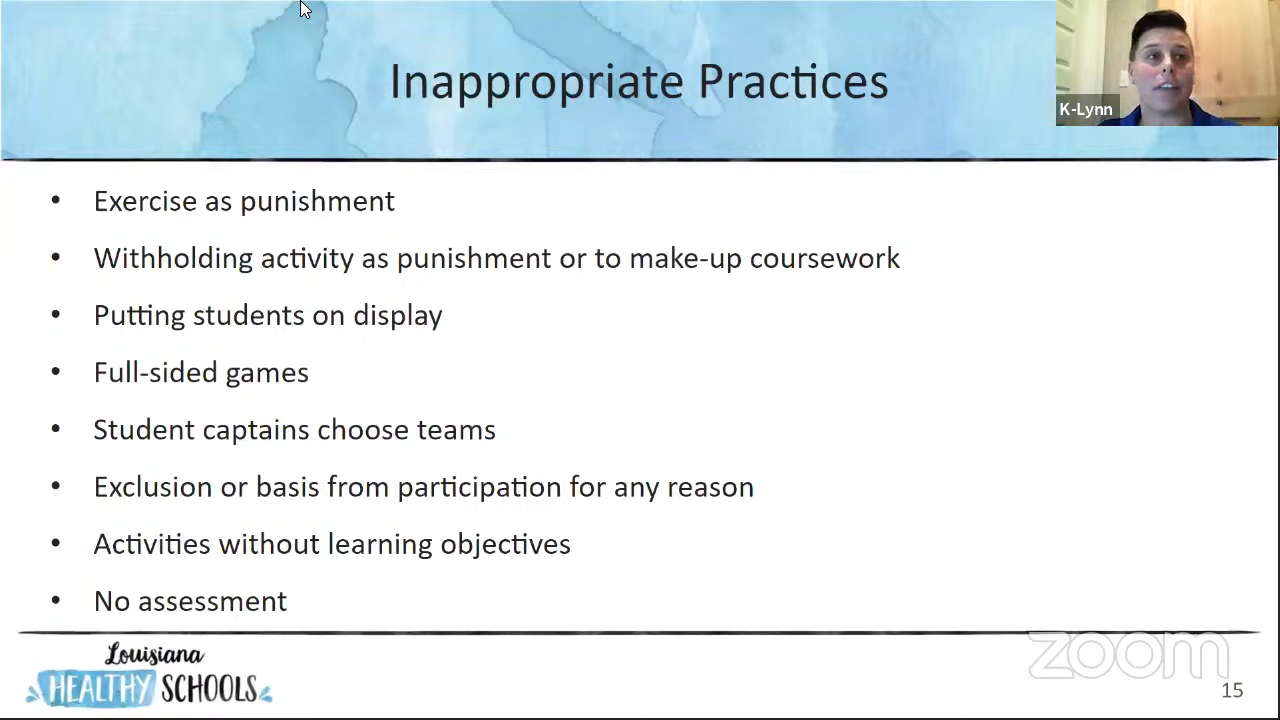 Inappropriate Practices
K-Lynn
• Exercise as punishment
• Withholding activity as punishment or to make-up coursework
• Putting students on display
• Full-sided games
• Student captains choose teams
• Exclusion or basis from participation for any reason
• Activities without learning objectives
• No assessment
Louisiana
HEALTHY SCHOOLS
zoom
15